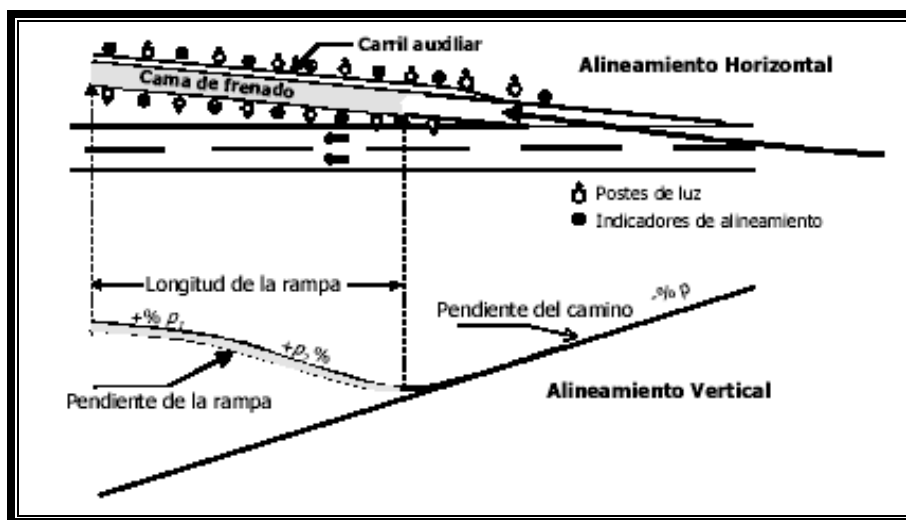 Carril auxiliar
Alineamiento Horizontal
Cama de frenado
Postes de luz
Indicadores de alineamiento
Longitud de la rampa
-% p
+% p1
Pendiente del camino
+p2 %
Pendiente de la rampa
Alineamiento Vertical